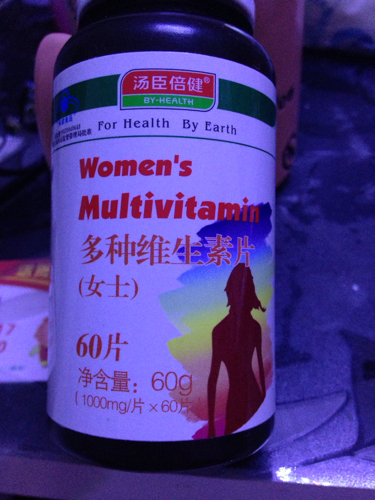 汤臣倍健®
BY-HEALTH
For Health By Earth
Women's
Multivitamin
多种维生素片
(女士)
60片
净含量：60g
(1000mg/片×60片)